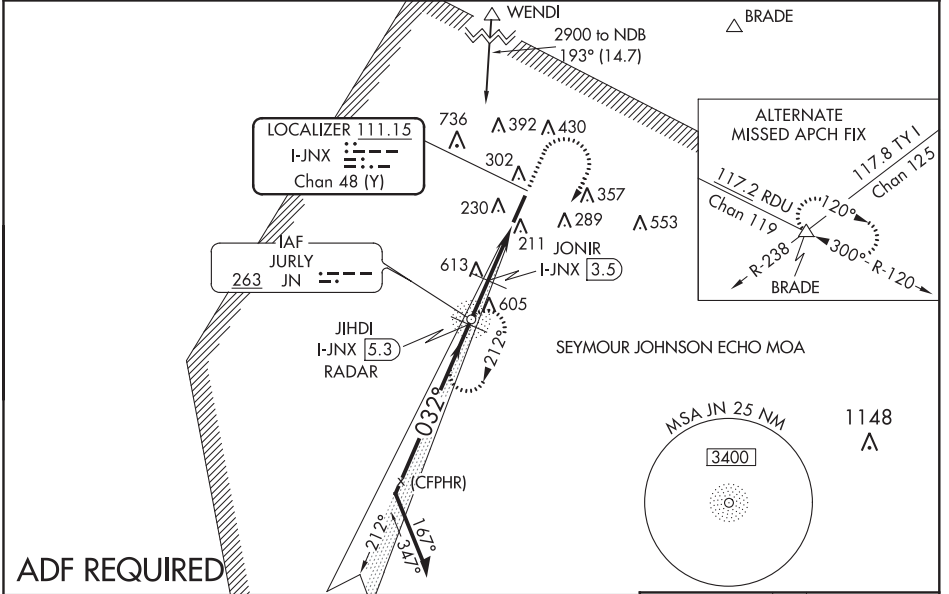 WENDI
BRADE
2900 to NDB
193° (14.7)
LOCALIZER 111.15
I-JNX
Chan 48 (Y)
736
392
430
302
357
230
289
553
211
ALTERNATE
MISSED APCH FIX
117.8 TYI
Chan 125
117.2 RDU
Chan 119
120°
300°
R-120
R-238
BRADE
IAF
JURLY
263 JN
613
JONIR
I-JNX 3.5
605
JIHDI
I-JNX 5.3
RADAR
212°
SEYMOUR JOHNSON ECHO MOA
032°
MSA JN 25 NM
3400
1148
(CFPHR)
212°
347°
167°
ADF REQUIRED